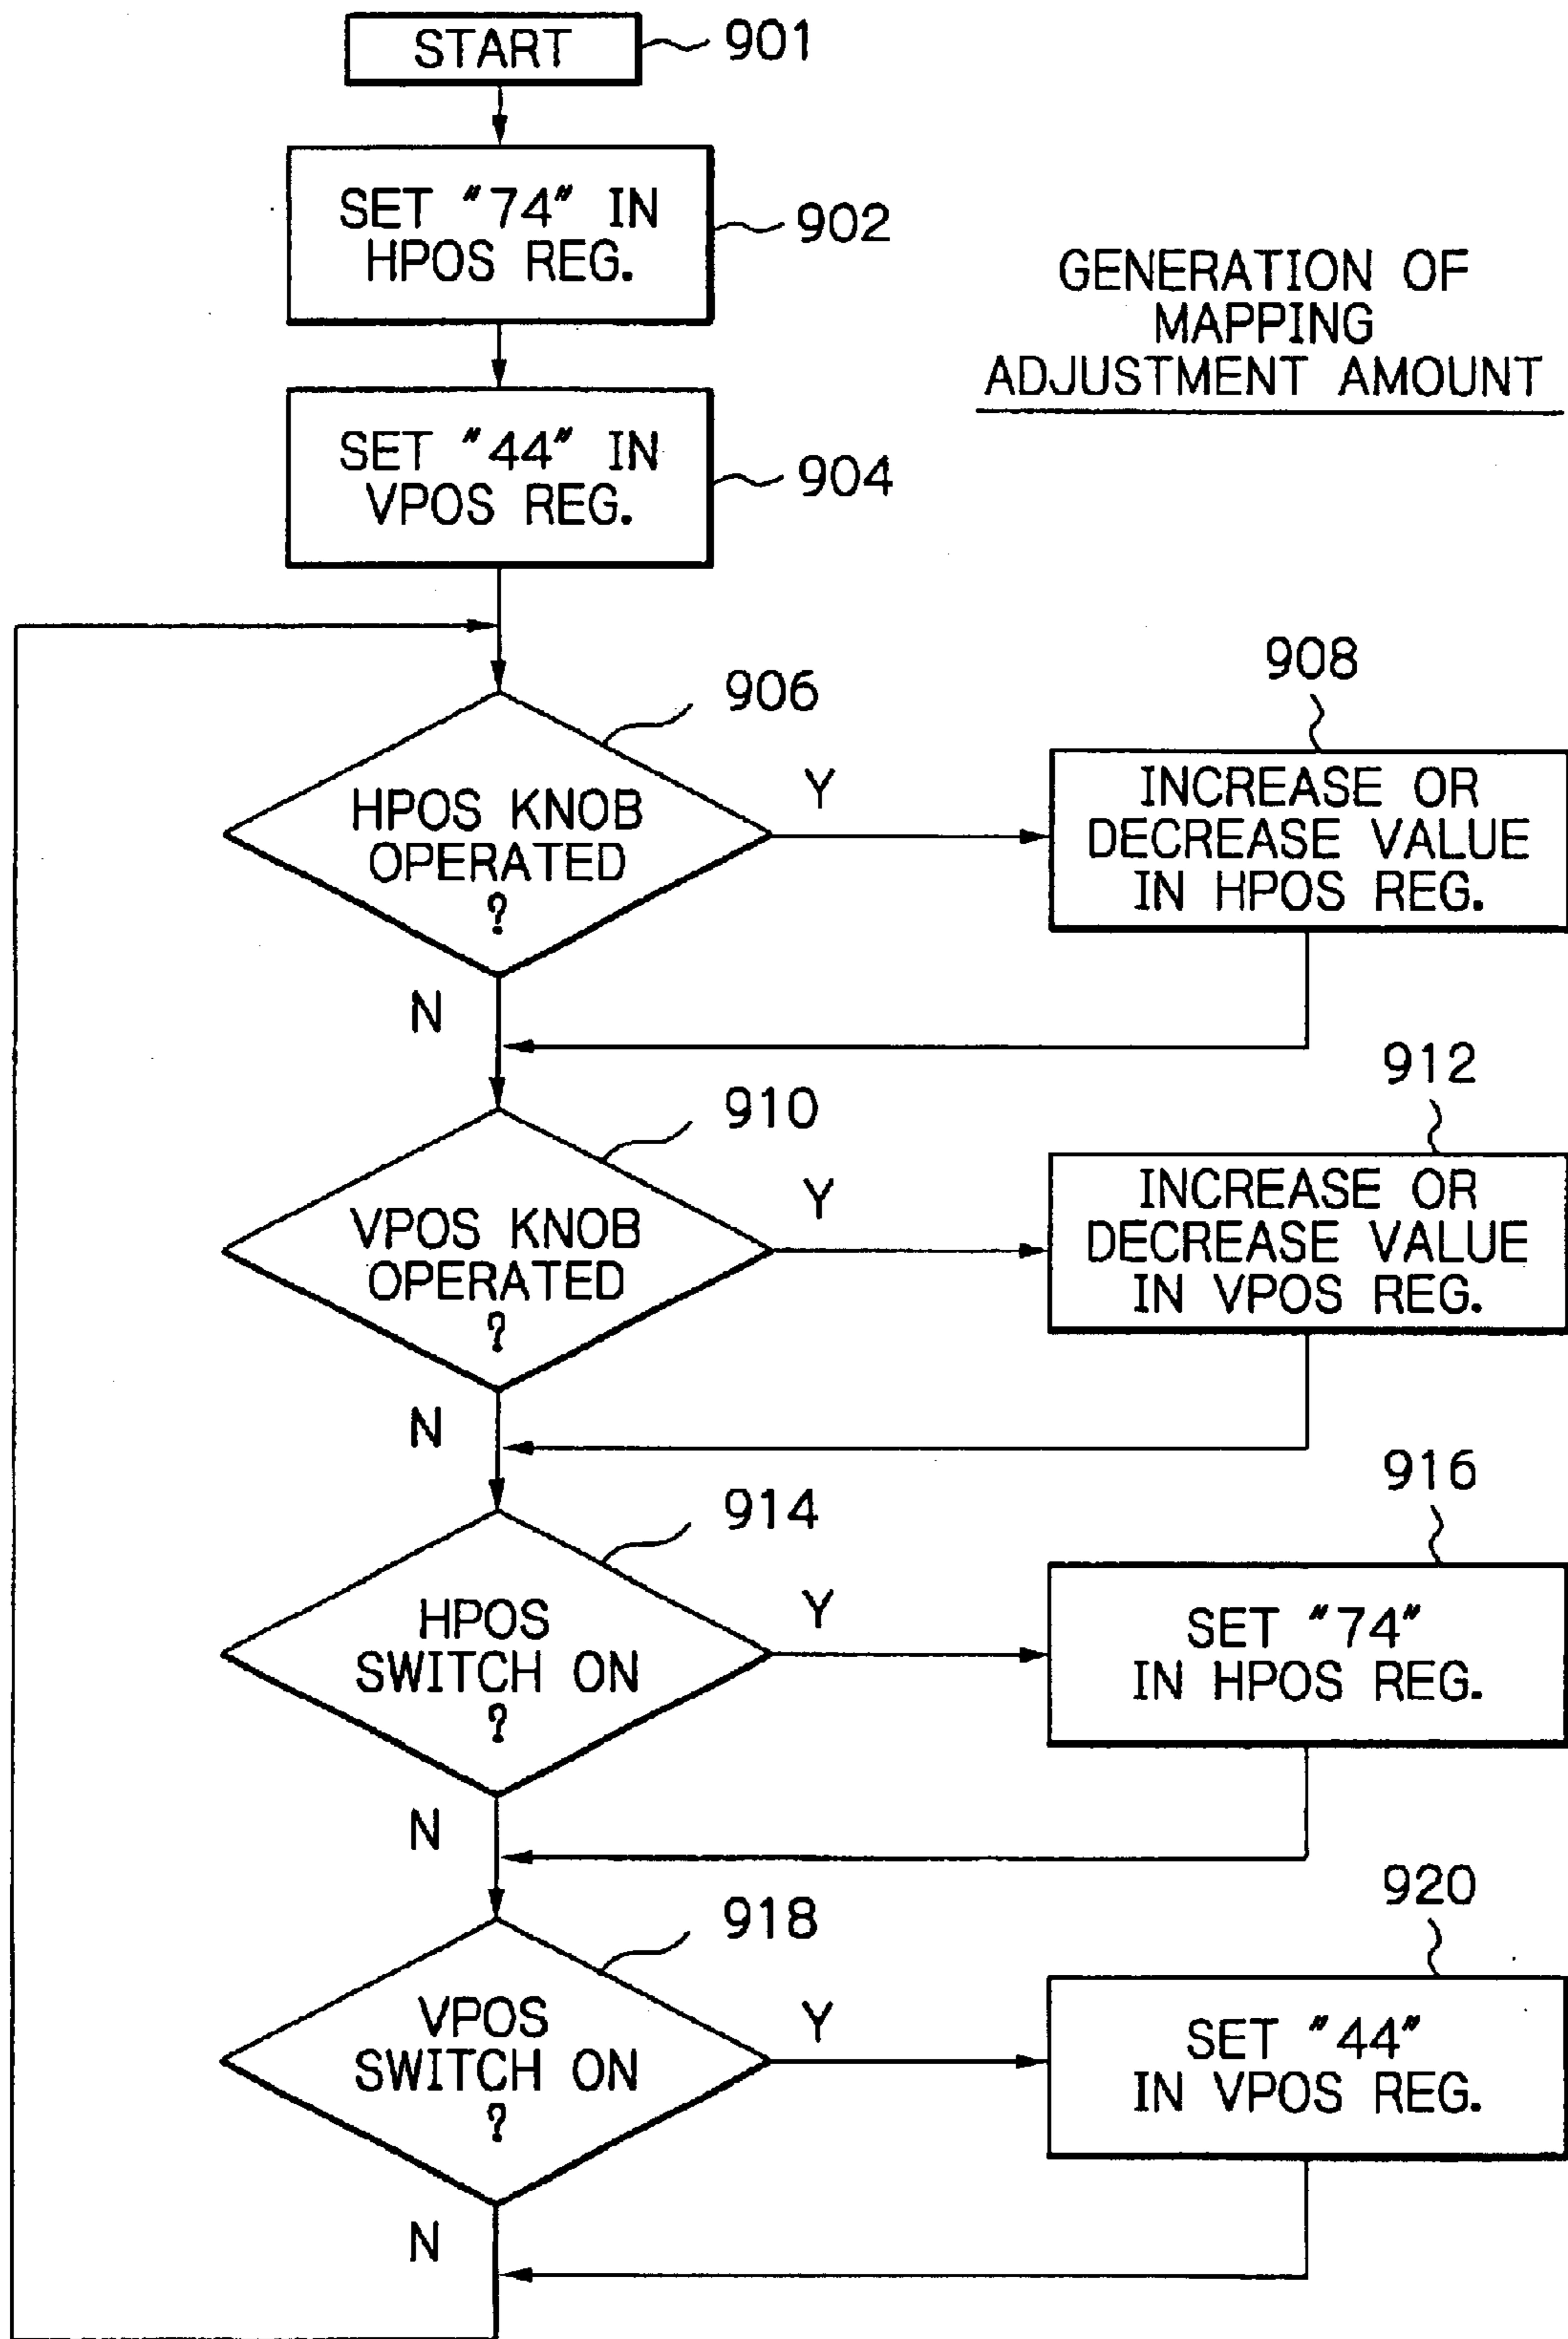 START
901
SET "74" IN
HPOS REG.
902
GENERATION OF
MAPPING
ADJUSTMENT AMOUNT
SET "44" IN
VPOS REG.
904
906
HPOS KNOB
OPERATED
?
Y
N
908
INCREASE OR
DECREASE VALUE
IN HPOS REG.
910
VPOS KNOB
OPERATED
?
Y
N
912
INCREASE OR
DECREASE VALUE
IN VPOS REG.
914
HPOS
SWITCH ON
?
Y
N
916
SET "74"
IN HPOS REG.
918
VPOS
SWITCH ON
?
Y
N
920
SET "44"
IN VPOS REG.